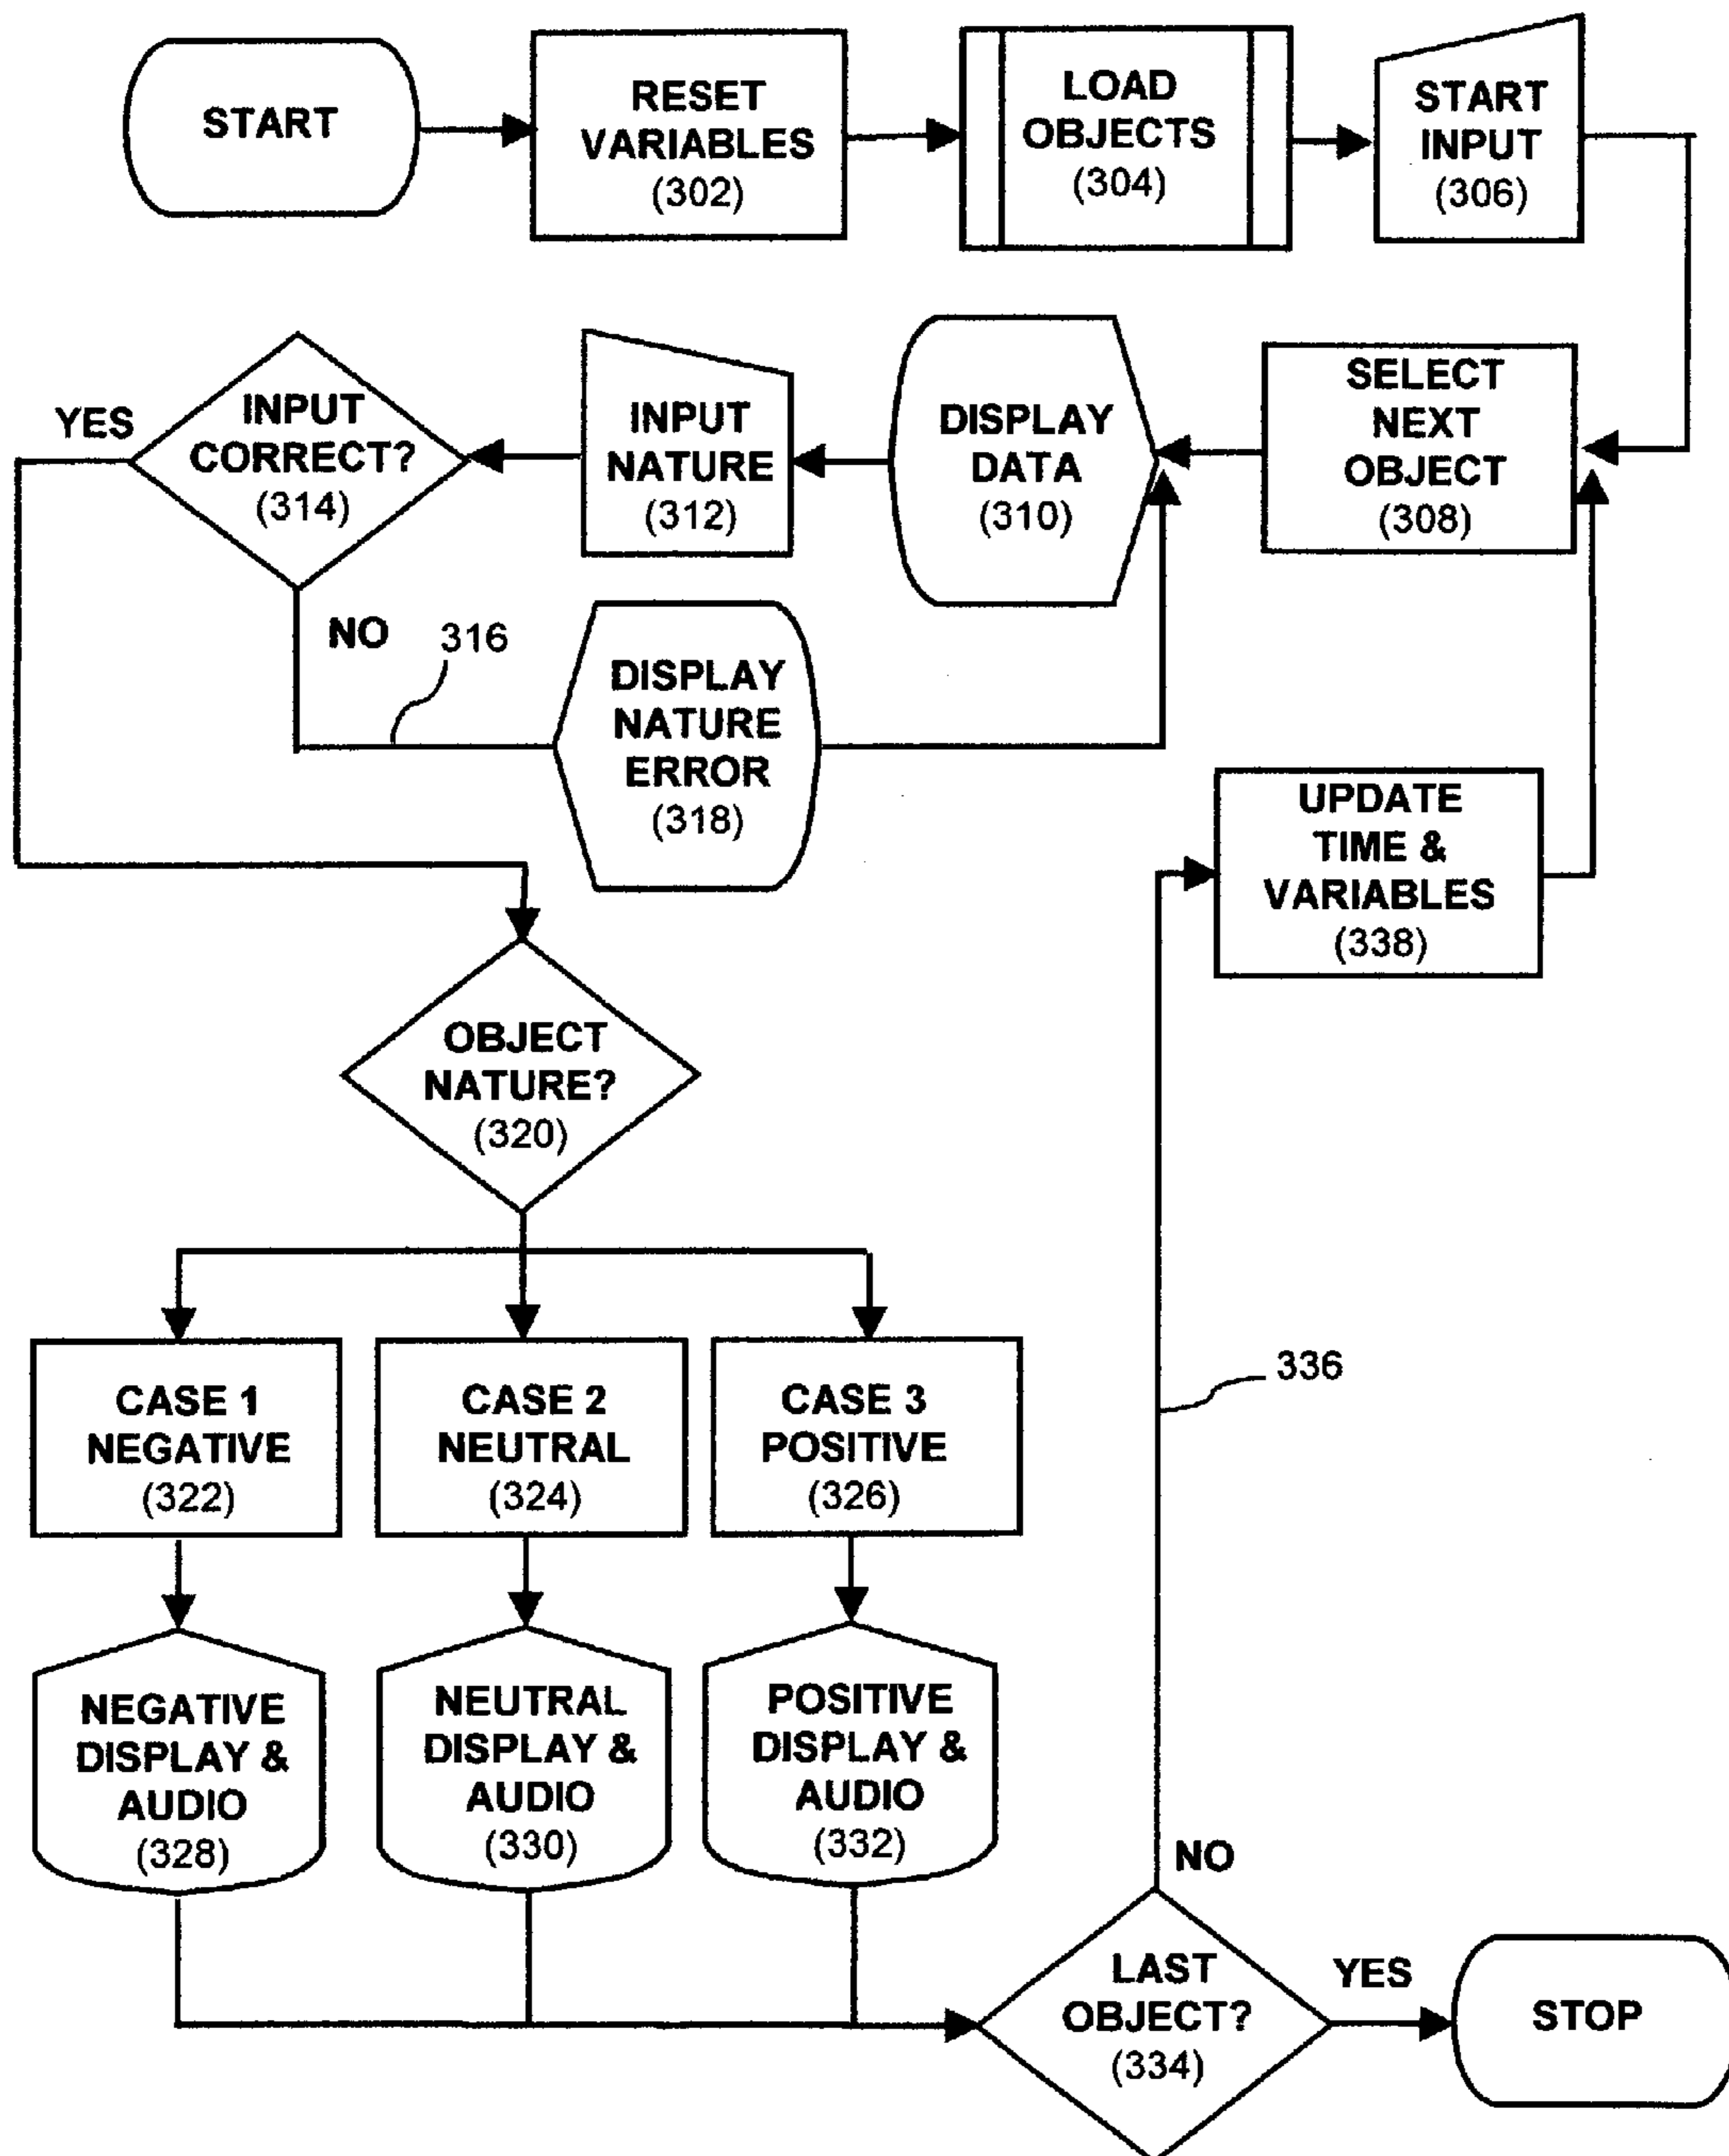 START
RESET
VARIABLES
(302)
LOAD
OBJECTS
(304)
START
INPUT
(306)
YES
INPUT
CORRECT?
(314)
INPUT
NATURE
(312)
DISPLAY
DATA
(310)
SELECT
NEXT
OBJECT
(308)
NO
316
DISPLAY
NATURE
ERROR
(318)
UPDATE
TIME &
VARIABLES
(338)
OBJECT
NATURE?
(320)
CASE 1
NEGATIVE
(322)
CASE 2
NEUTRAL
(324)
CASE 3
POSITIVE
(326)
336
NEGATIVE
DISPLAY &
AUDIO
(328)
NEUTRAL
DISPLAY &
AUDIO
(330)
POSITIVE
DISPLAY &
AUDIO
(332)
NO
LAST
OBJECT?
(334)
YES
STOP